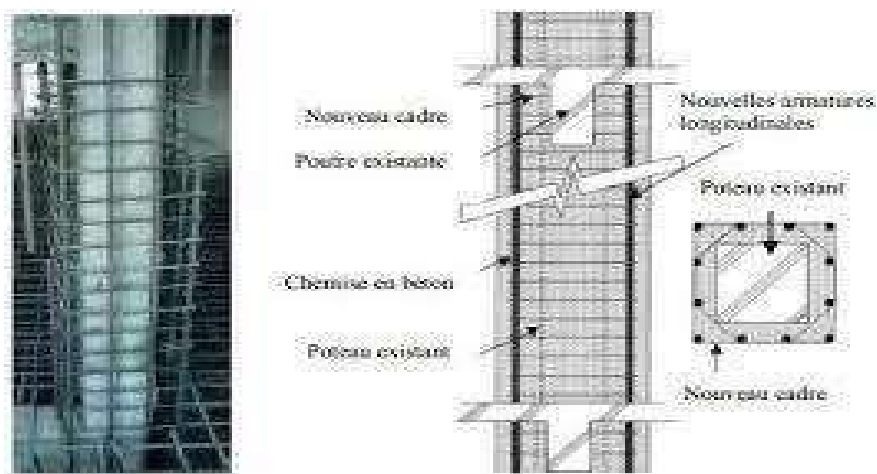 Nouveau cadre
Poutre existante
Chemise en béton
Poteau existant
Nouvelles armatures
longitudinales
Poteau existant
Nouveau cadre